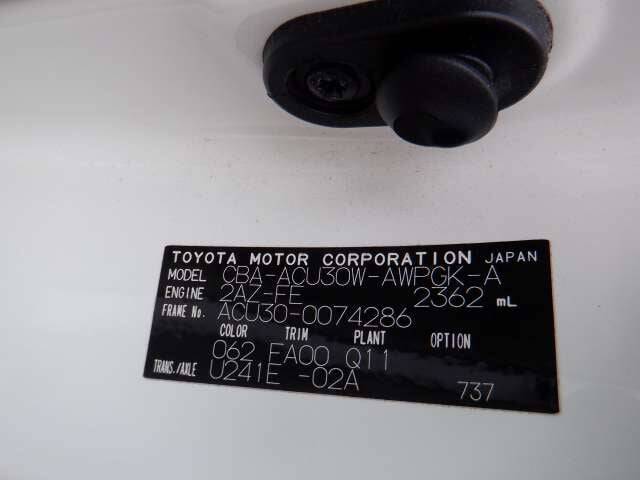 TOYOTA MOTOR CORPORATION JAPAN
MODEL CBA-ACU30W-AWPGK-A
ENGINE 2AZ-FE 2362 mL
FRAME No. ACU30-0074286
COLOR TRIM PLANT OPTION
062 FA00 Q11
TRANS./AXLE U241E -02A 737